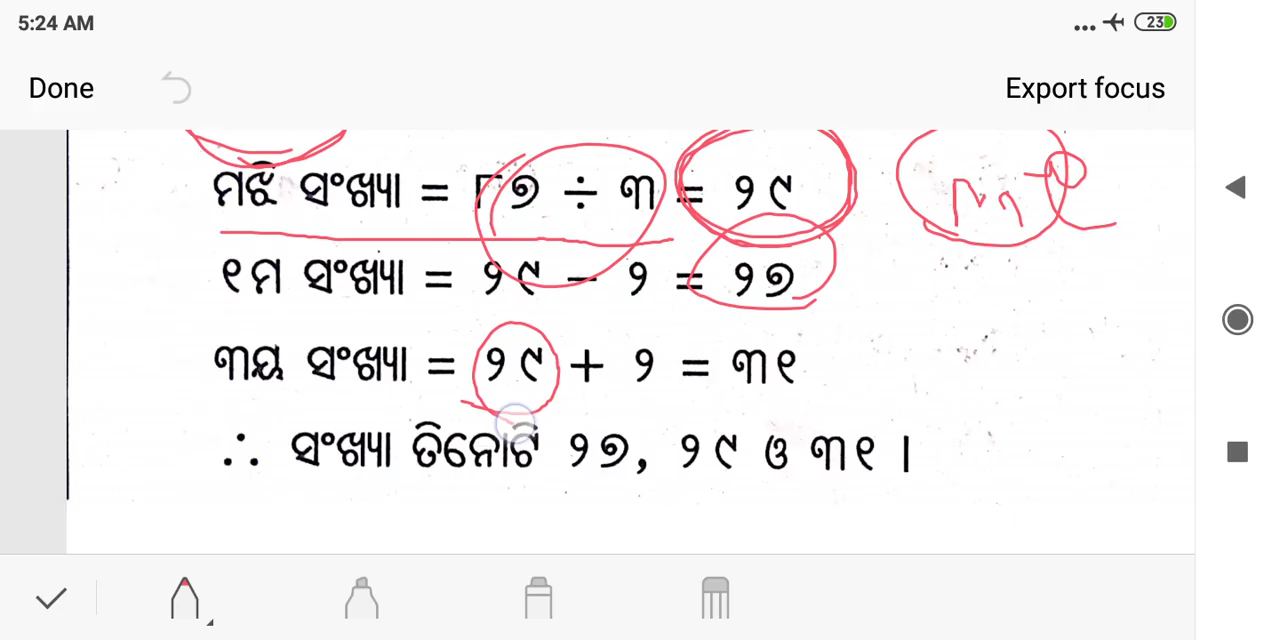 5:24 AM
23
Done
Export focus
ମଝି ସଂଖ୍ୟା = ୮୭ ÷ ୩ = ୨୯
୧ମ ସଂଖ୍ୟା = ୨୯ – ୨ = ୨୭
୩ୟ ସଂଖ୍ୟା = ୨୯ + ୨ = ୩୧
∴ ସଂଖ୍ୟା ତିନୋଟି ୨୭, ୨୯ ଓ ୩୧ ।